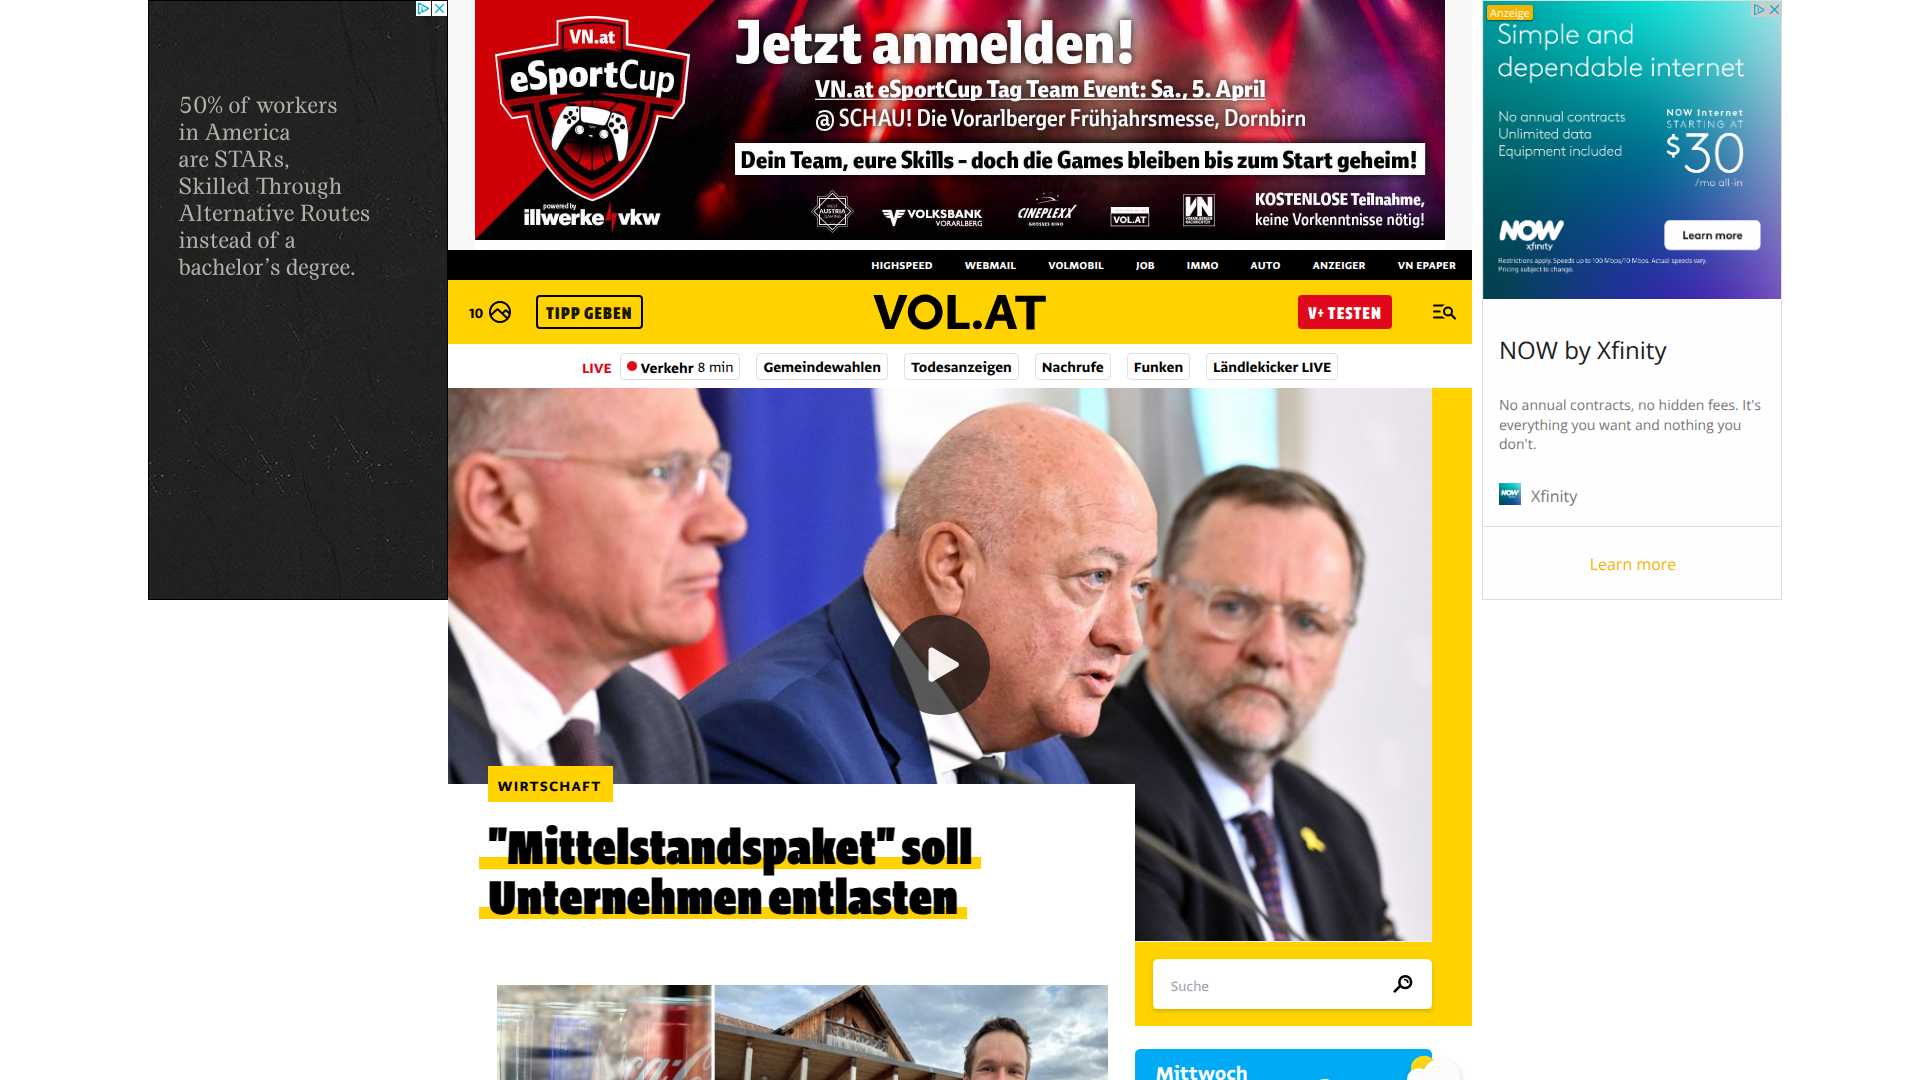 50% of workers
in America
are STARs,
Skilled Through
Alternative Routes
instead of a
bachelor's degree.
VN.at
eSportCup
powered by
illwerke vkw
Jetzt anmelden!
VN.at eSportCup Tag Team Event: Sa., 5. April
@ SCHAU! Die Vorarlberger Frühjahrsmesse, Dornbirn
Dein Team, eure Skills – doch die Games bleiben bis zum Start geheim!
AUSTRIA
VOLKSBANK
VORARLBERG
CINEPLEXX
VOL.AT
VN
KOSTENLOSE Teilnahme,
keine Vorkenntnisse nötig!
HIGHSPEED WEBMAIL VOLMOBIL JOB IMMO AUTO ANZEIGER VN EPAPER
10 TIPP GEBEN VOL.AT V+ TESTEN
LIVE Verkehr 8 min Gemeindewahlen Todesanzeigen Nachrufe Funken Ländlekicker LIVE
WIRTSCHAFT
"Mittelstandspaket" soll
Unternehmen entlasten
Suche
Mittwoch
Anzeige
Simple and
dependable internet
No annual contracts
Unlimited data
Equipment included
NOW Internet
STARTING AT
$30
/mo all-in
NOW
xfinity
Learn more
Restrictions apply. Speeds up to 100 Mbps/10 Mbps. Actual speeds vary.
Pricing subject to change.
NOW by Xfinity
No annual contracts, no hidden fees. It's
everything you want and nothing you
don't.
NOW
Xfinity
Learn more